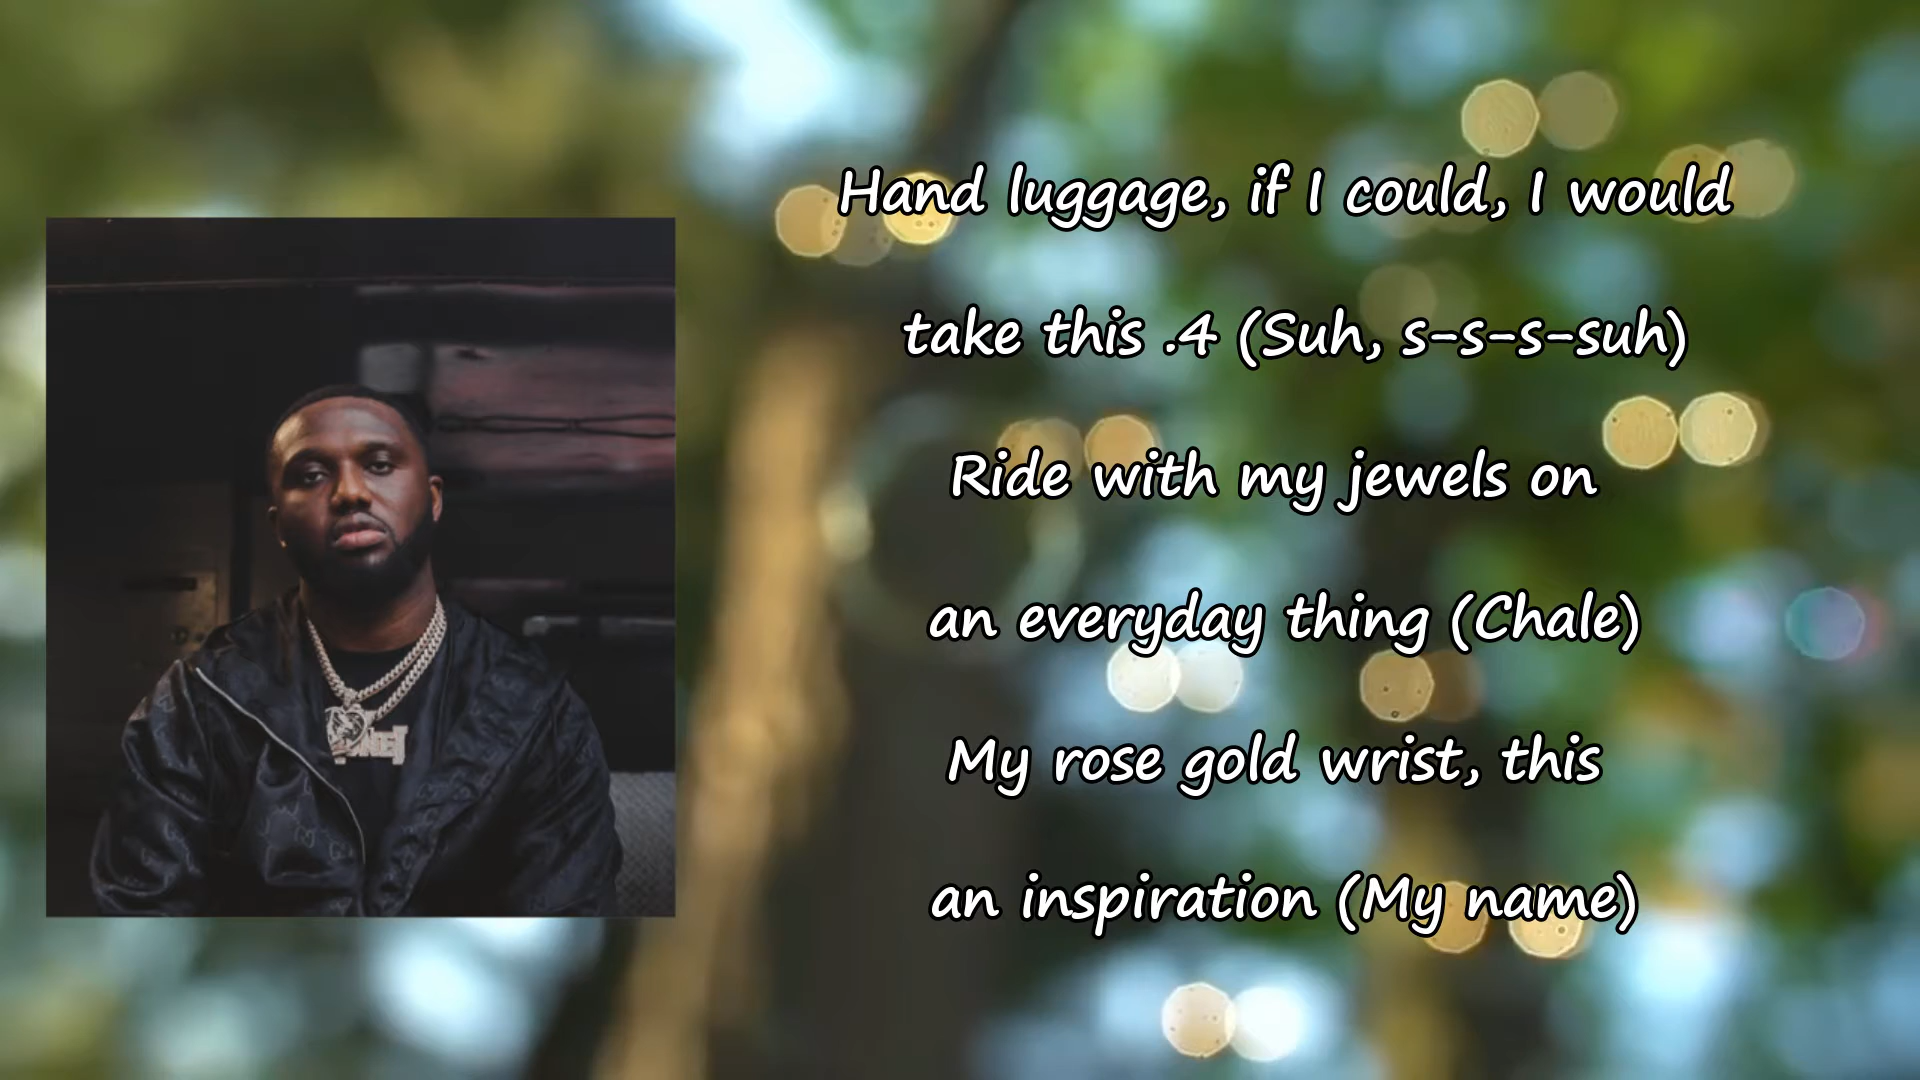 Hand luggage, if I could, I would
take this .4 (Suh, s-s-s-suh)
Ride with my jewels on
an everyday thing (Chale)
My rose gold wrist, this
an inspiration (My name)